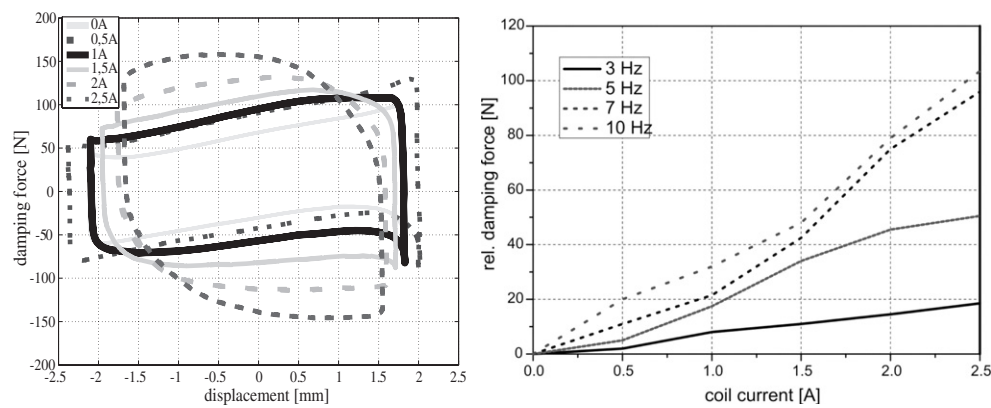 200
150
100
50
0
-50
-100
-150
-200
damping force [N]
0A
0,5A
1A
1,5A
2A
2,5A
-2.5 -2 -1.5 -1 -0.5 0 0.5 1 1.5 2 2.5
displacement [mm]
120
100
80
60
40
20
0
rel. damping force [N]
3 Hz
5 Hz
7 Hz
10 Hz
0.0 0.5 1.0 1.5 2.0 2.5
coil current [A]